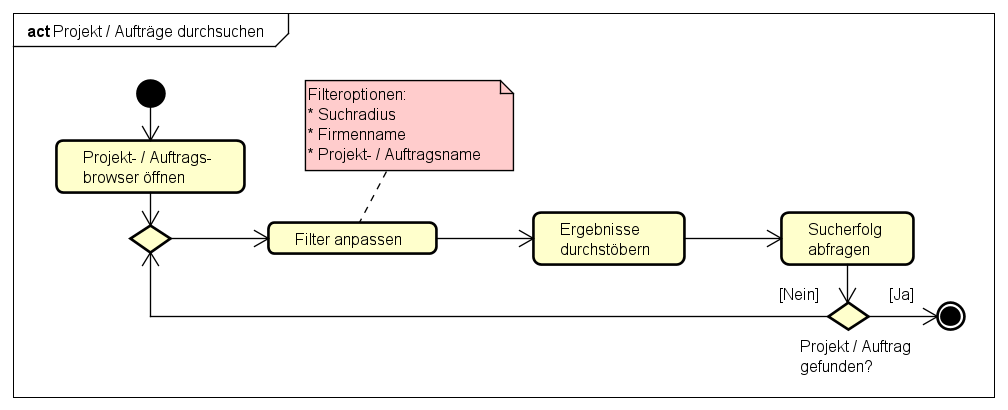 act Projekt / Aufträge durchsuchen
Filteroptionen:
* Suchradius
* Firmenname
* Projekt- / Auftragsname
Projekt- / Auftrags-
browser öffnen
Filter anpassen
Ergebnisse
durchstöbern
Sucherfolg
abfragen
[Nein]
[Ja]
Projekt / Auftrag
gefunden?